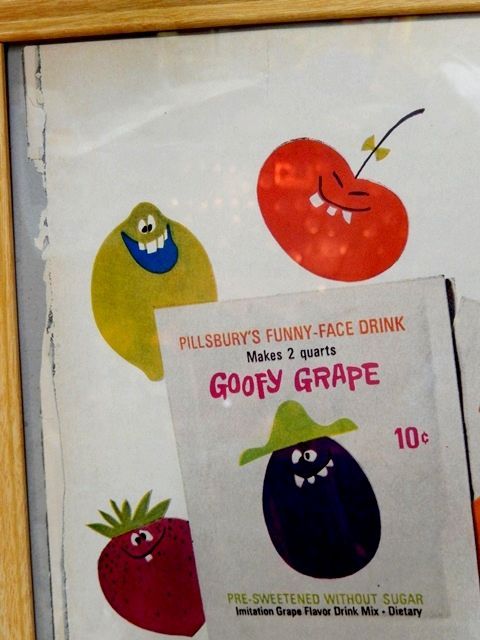 PILLSBURY'S FUNNY-FACE DRINK
Makes 2 quarts
GOOFY GRAPE
10¢
PRE-SWEETENED WITHOUT SUGAR
Imitation Grape Flavor Drink Mix - Dietary